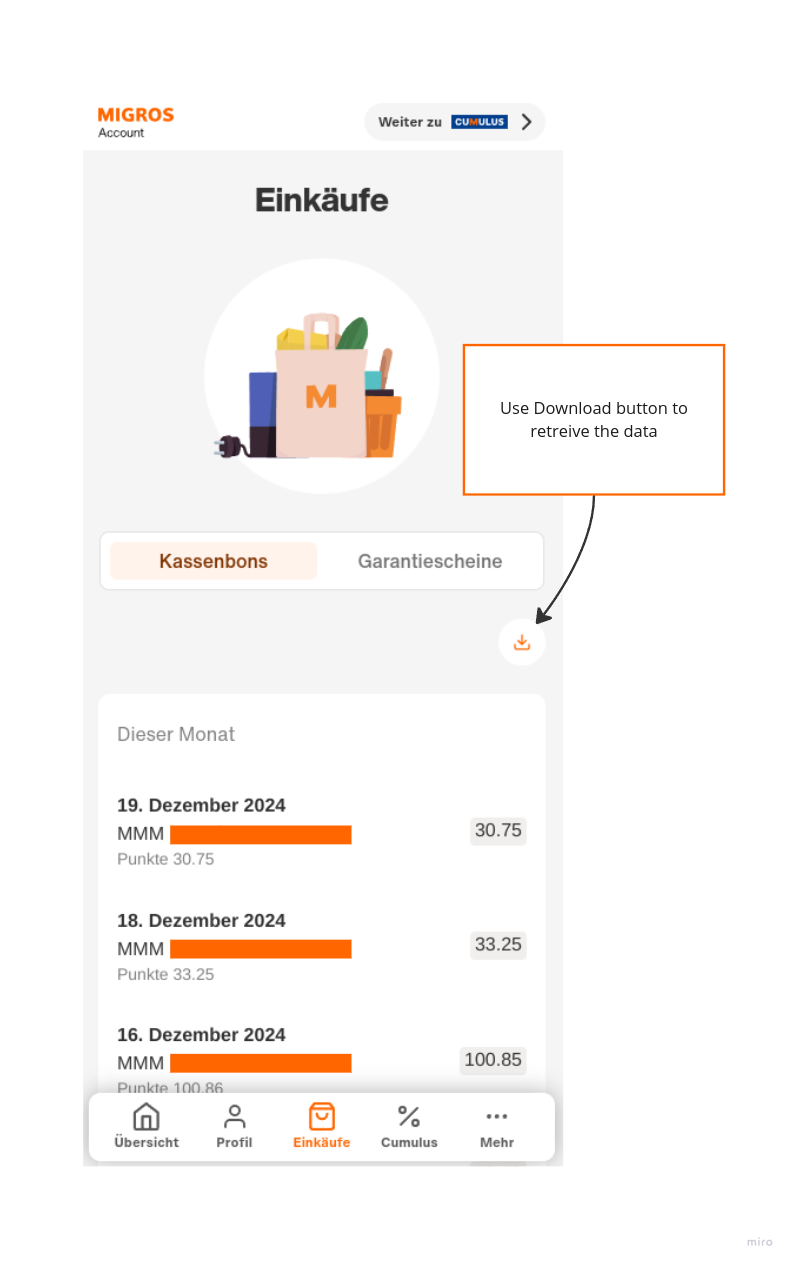 MIGROS
Account
Weiter zu CUMULUS
Einkäufe
M
Use Download button to
retreive the data
Kassenbons Garantiescheine
Dieser Monat
19. Dezember 2024
MMM 30.75
Punkte 30.75
18. Dezember 2024
MMM 33.25
Punkte 33.25
16. Dezember 2024
MMM 100.85
Punkte 100.86
Übersicht Profil Einkäufe Cumulus Mehr
miro